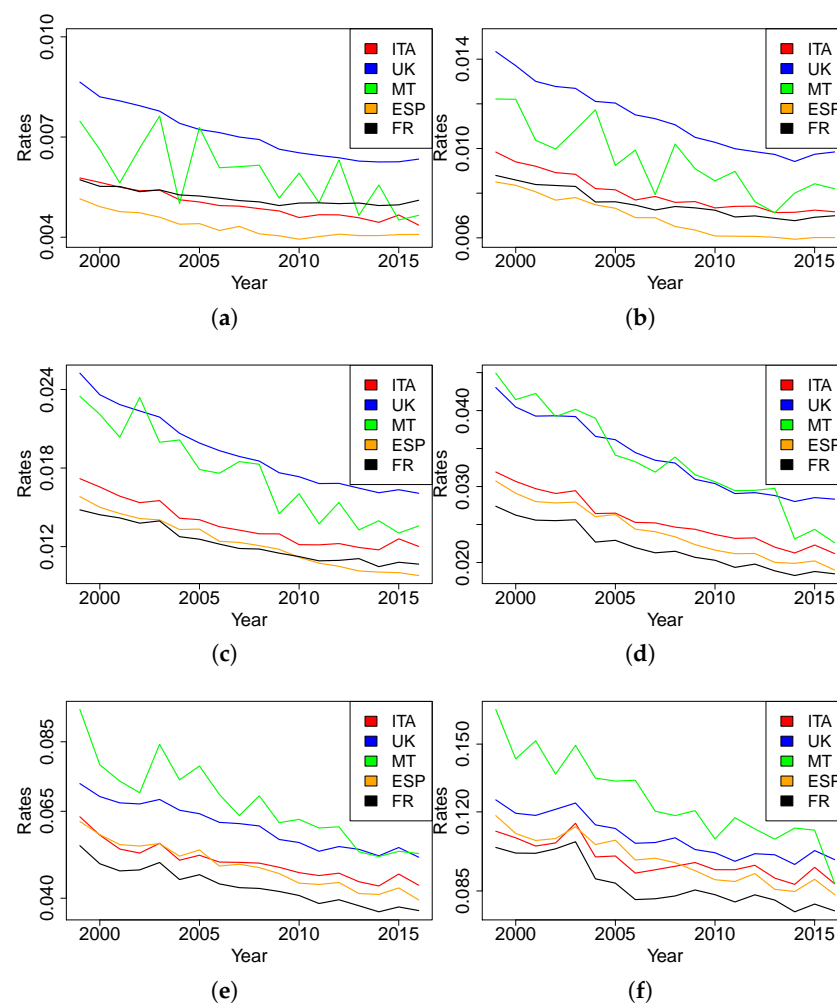 0.010
0.007
0.004
Rates
ITA
UK
MT
ESP
FR
2000 2005 2010 2015
Year
(a)
0.014
0.010
0.006
Rates
ITA
UK
MT
ESP
FR
2000 2005 2010 2015
Year
(b)
0.024
0.018
0.012
Rates
ITA
UK
MT
ESP
FR
2000 2005 2010 2015
Year
(c)
0.040
0.030
0.020
Rates
ITA
UK
MT
ESP
FR
2000 2005 2010 2015
Year
(d)
0.085
0.065
0.040
Rates
ITA
UK
MT
ESP
FR
2000 2005 2010 2015
Year
(e)
0.150
0.120
0.085
Rates
ITA
UK
MT
ESP
FR
2000 2005 2010 2015
Year
(f)